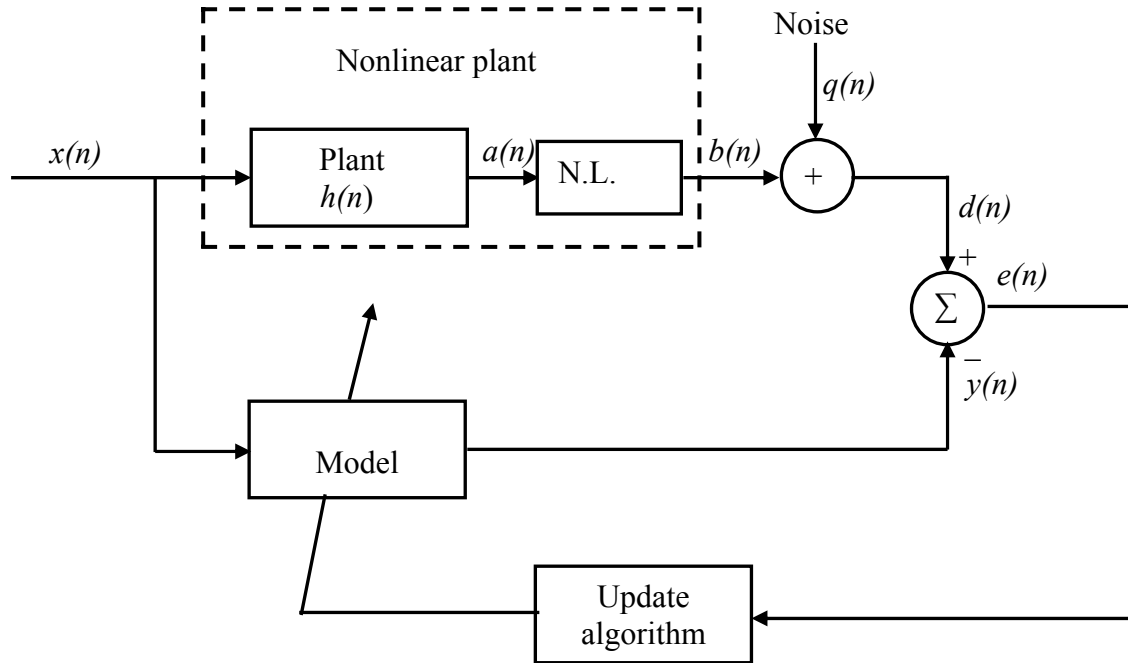 Noise
Nonlinear plant
q(n)
x(n)
Plant
h(n)
a(n)
N.L.
b(n)
+
d(n)
+
e(n)
Σ
−
y(n)
Model
Update
algorithm